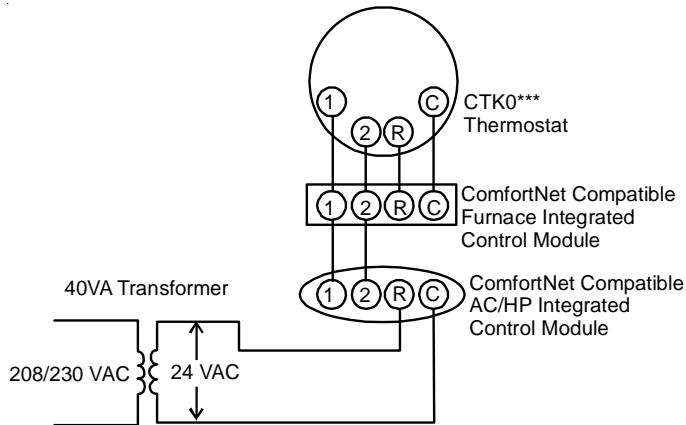 1 C
2 R
CTK0***
Thermostat
1 2 R C
ComfortNet Compatible
Furnace Integrated
Control Module
40VA Transformer
1 2 R C
ComfortNet Compatible
AC/HP Integrated
Control Module
208/230 VAC
24 VAC